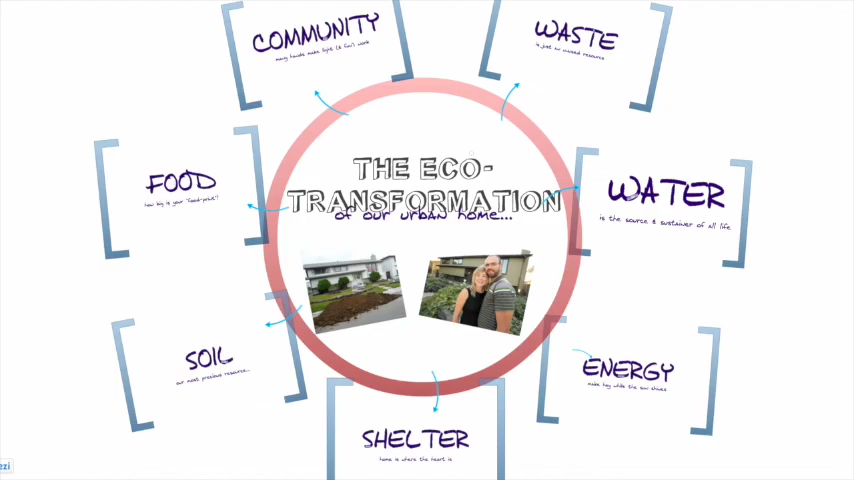 COMMUNITY
many hands make light (& fun) work
WASTE
is just an unused resource
FOOD
how big is your "food-print"?
THE ECO-
TRANSFORMATION
of our urban home...
WATER
is the source & sustainer of all life
SOIL
our most precious resource...
ENERGY
make hay while the sun shines
SHELTER
home is where the heart is
ezi